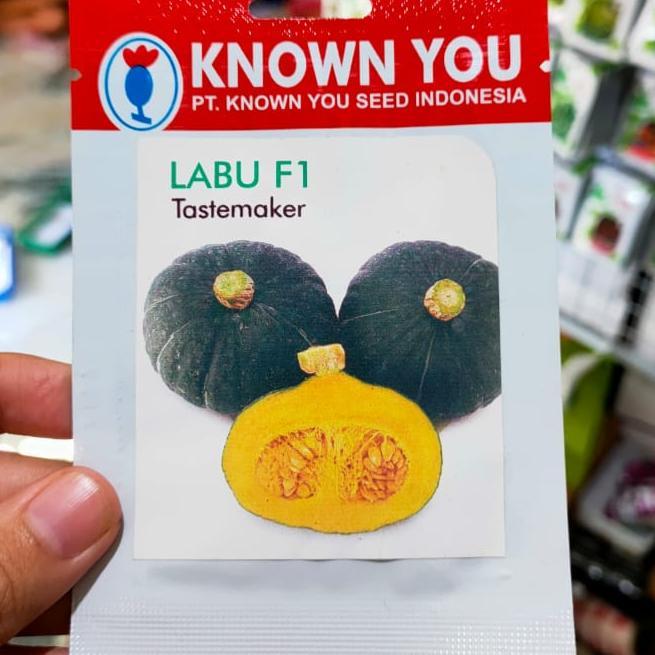 KNOWN YOU
PT. KNOWN YOU SEED INDONESIA
LABU F1
Tastemaker